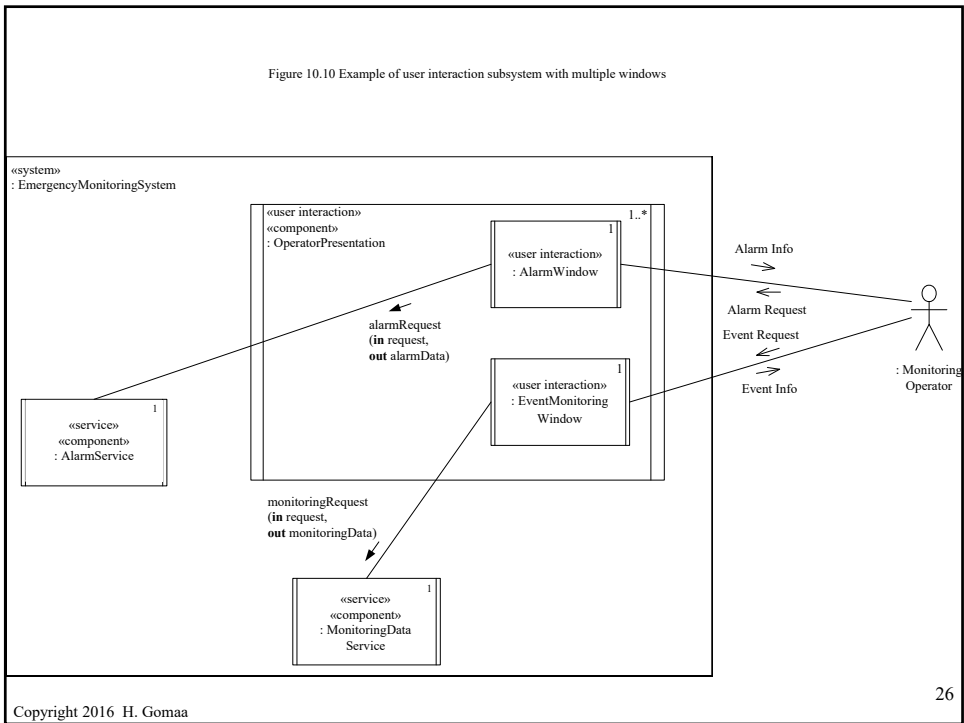 Figure 10.10 Example of user interaction subsystem with multiple windows
«system»
: EmergencyMonitoringSystem
«user interaction»
«component»
: OperatorPresentation
1..*
1
«user interaction»
: AlarmWindow
Alarm Info
Alarm Request
alarmRequest
(in request,
out alarmData)
Event Request
Event Info
: Monitoring
Operator
1
«user interaction»
: EventMonitoring
Window
1
«service»
«component»
: AlarmService
monitoringRequest
(in request,
out monitoringData)
1
«service»
«component»
: MonitoringData
Service
26
Copyright 2016 H. Gomaa